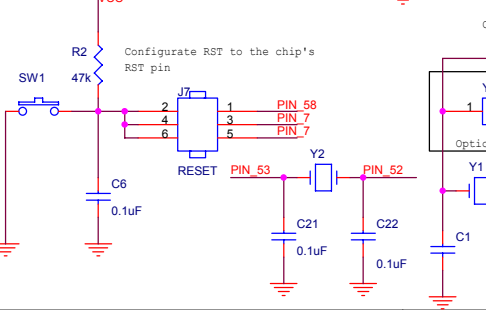 R2
47k
Configurate RST to the chip's
RST pin
SW1
J7
2
4
6
1
3
5
PIN_58
PIN_7
PIN_7
RESET
C6
0.1uF
PIN_53
Y2
PIN_52
C21
0.1uF
C22
0.1uF
1
Y1
C1